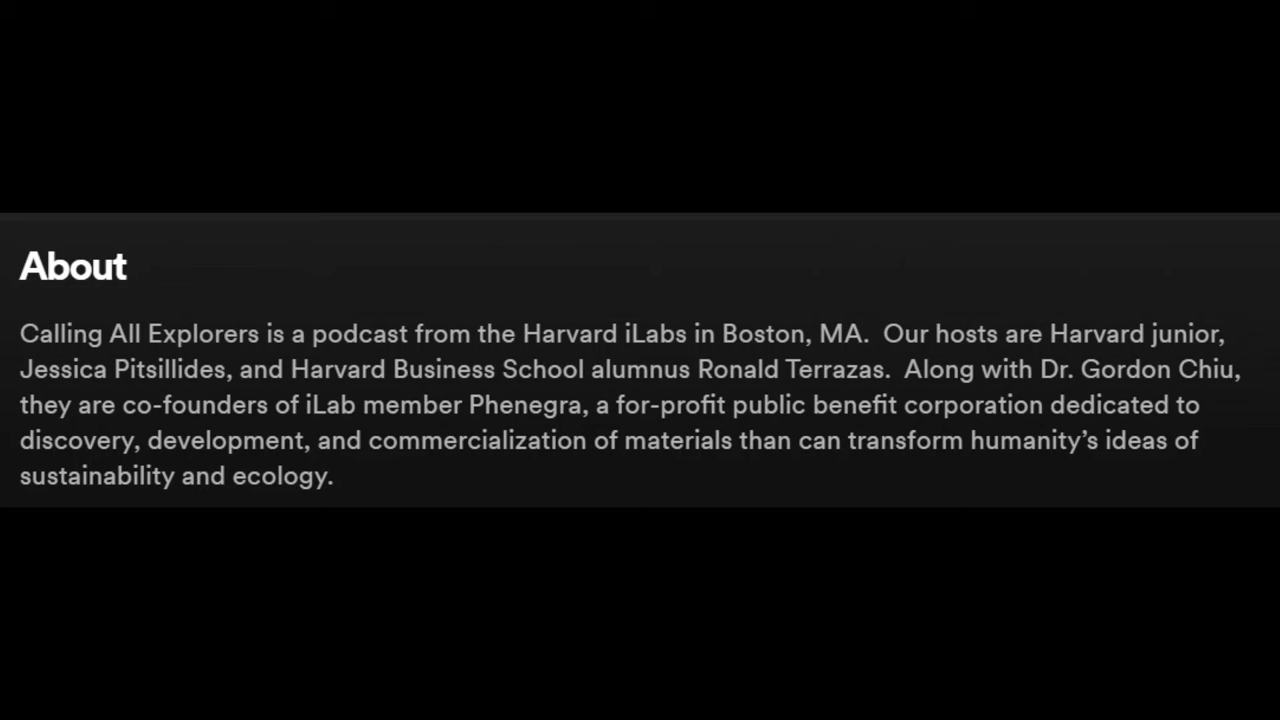 About
Calling All Explorers is a podcast from the Harvard iLabs in Boston, MA.  Our hosts are Harvard junior,
Jessica Pitsillides, and Harvard Business School alumnus Ronald Terrazas.  Along with Dr. Gordon Chiu,
they are co-founders of iLab member Phenegra, a for-profit public benefit corporation dedicated to
discovery, development, and commercialization of materials than can transform humanity’s ideas of
sustainability and ecology.